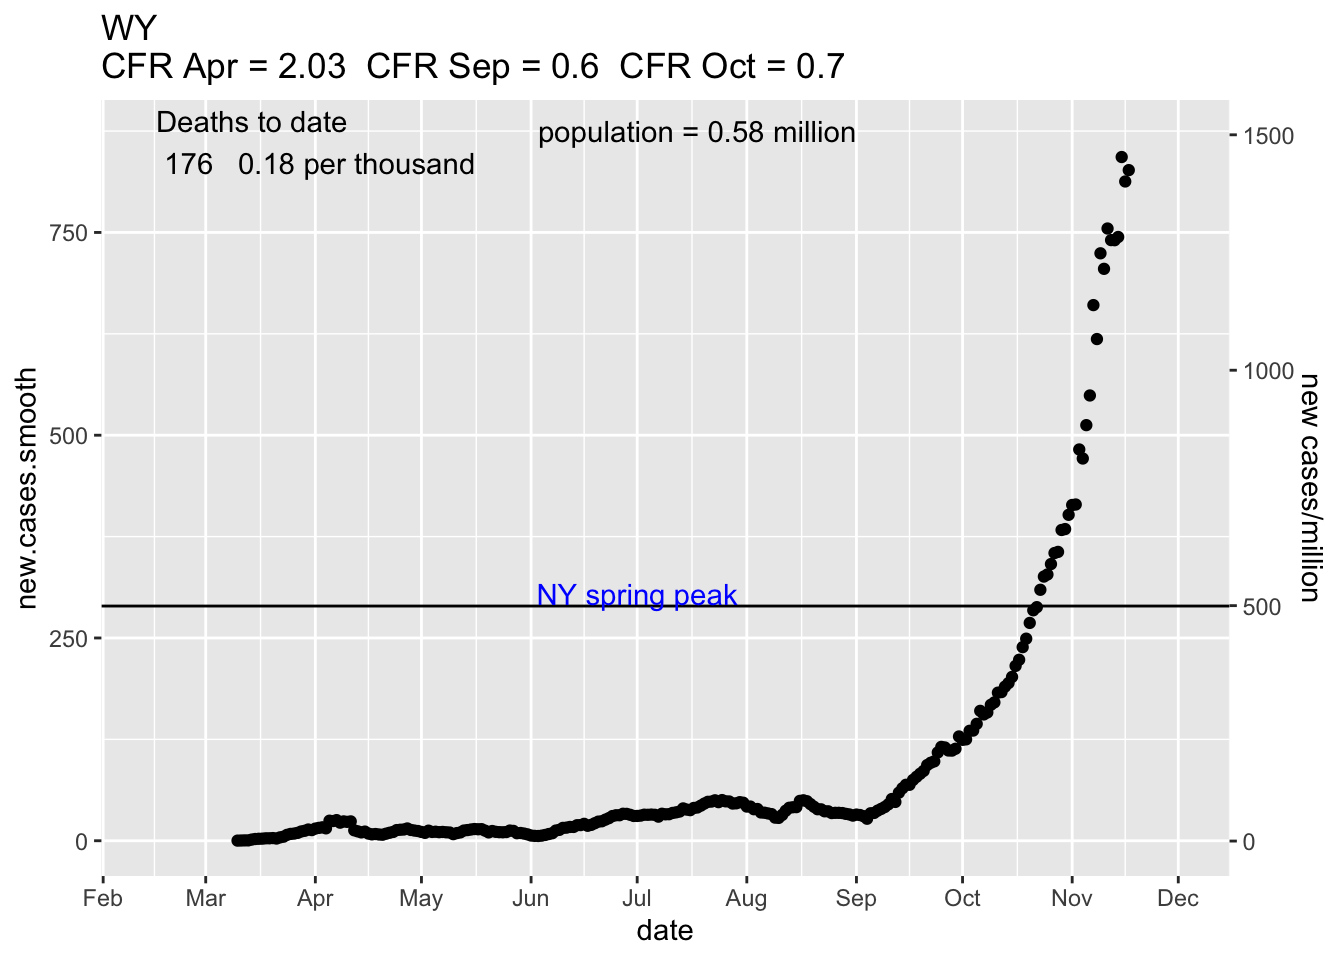 WY
CFR Apr = 2.03  CFR Sep = 0.6  CFR Oct = 0.7
Deaths to date
176   0.18 per thousand
population = 0.58 million
NY spring peak
new.cases.smooth
750
500
250
0
1500
1000
500
0
new cases/million
Feb Mar Apr May Jun Jul Aug Sep Oct Nov Dec
date